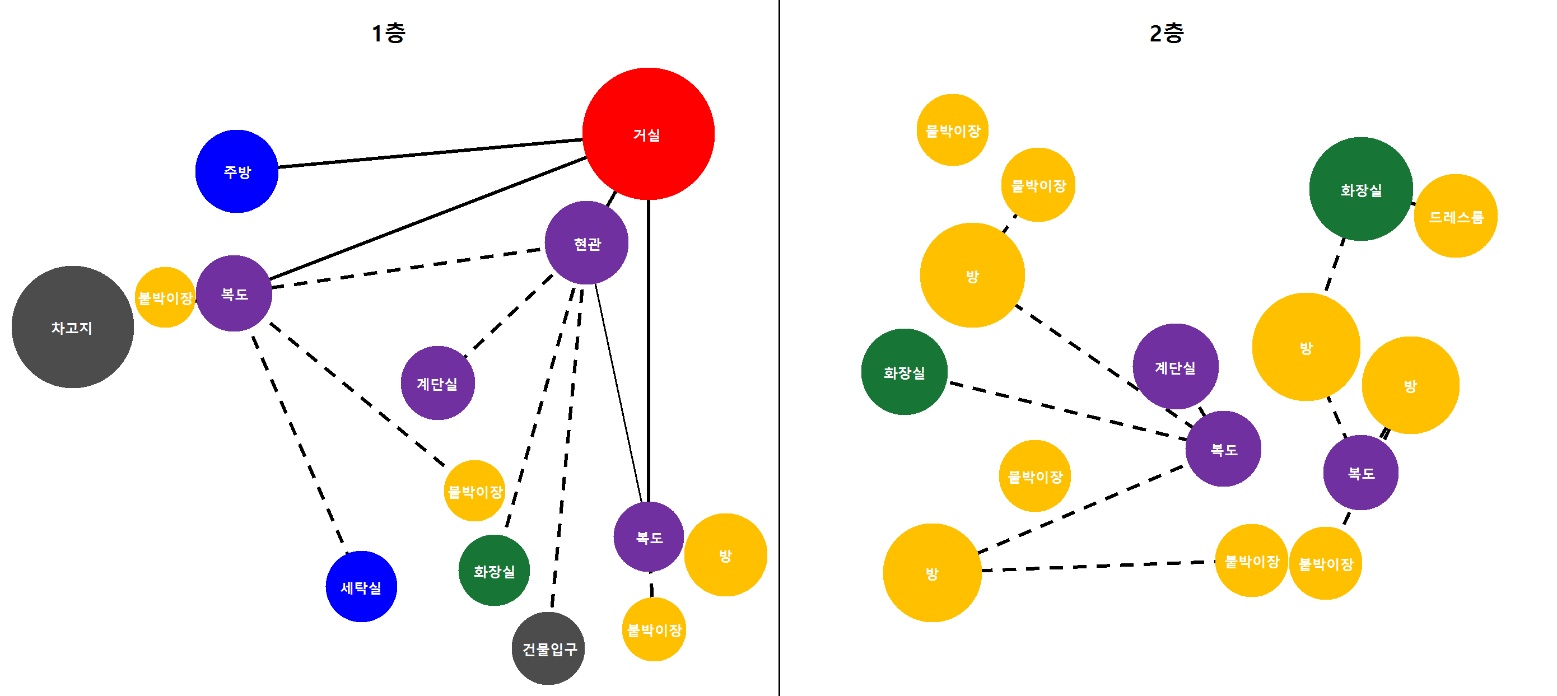 1층
거실
주방
현관
복도
붙박이장
차고지
계단실
붙박이장
복도
방
화장실
세탁실
붙박이장
건물입구
2층
붙박이장
붙박이장
화장실
드레스룸
방
방
계단실
화장실
방
복도
복도
붙박이장
붙박이장
붙박이장
방